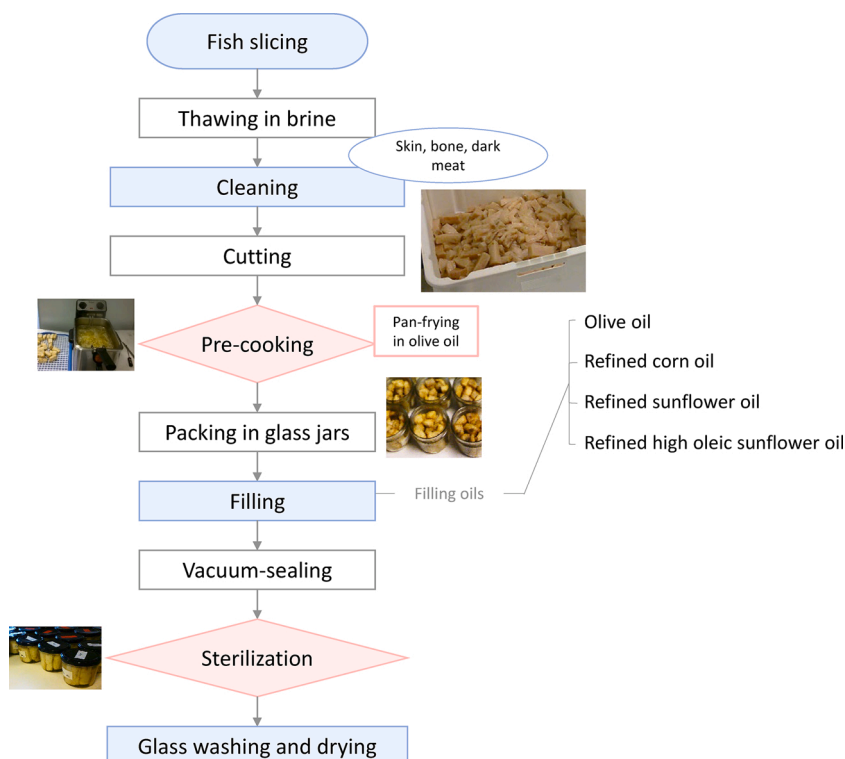 Fish slicing
Thawing in brine
Skin, bone, dark
meat
Cleaning
Cutting
Pre-cooking
Pan-frying
in olive oil
Olive oil
Refined corn oil
Refined sunflower oil
Refined high oleic sunflower oil
Packing in glass jars
Filling
Filling oils
Vacuum-sealing
Sterilization
Glass washing and drying